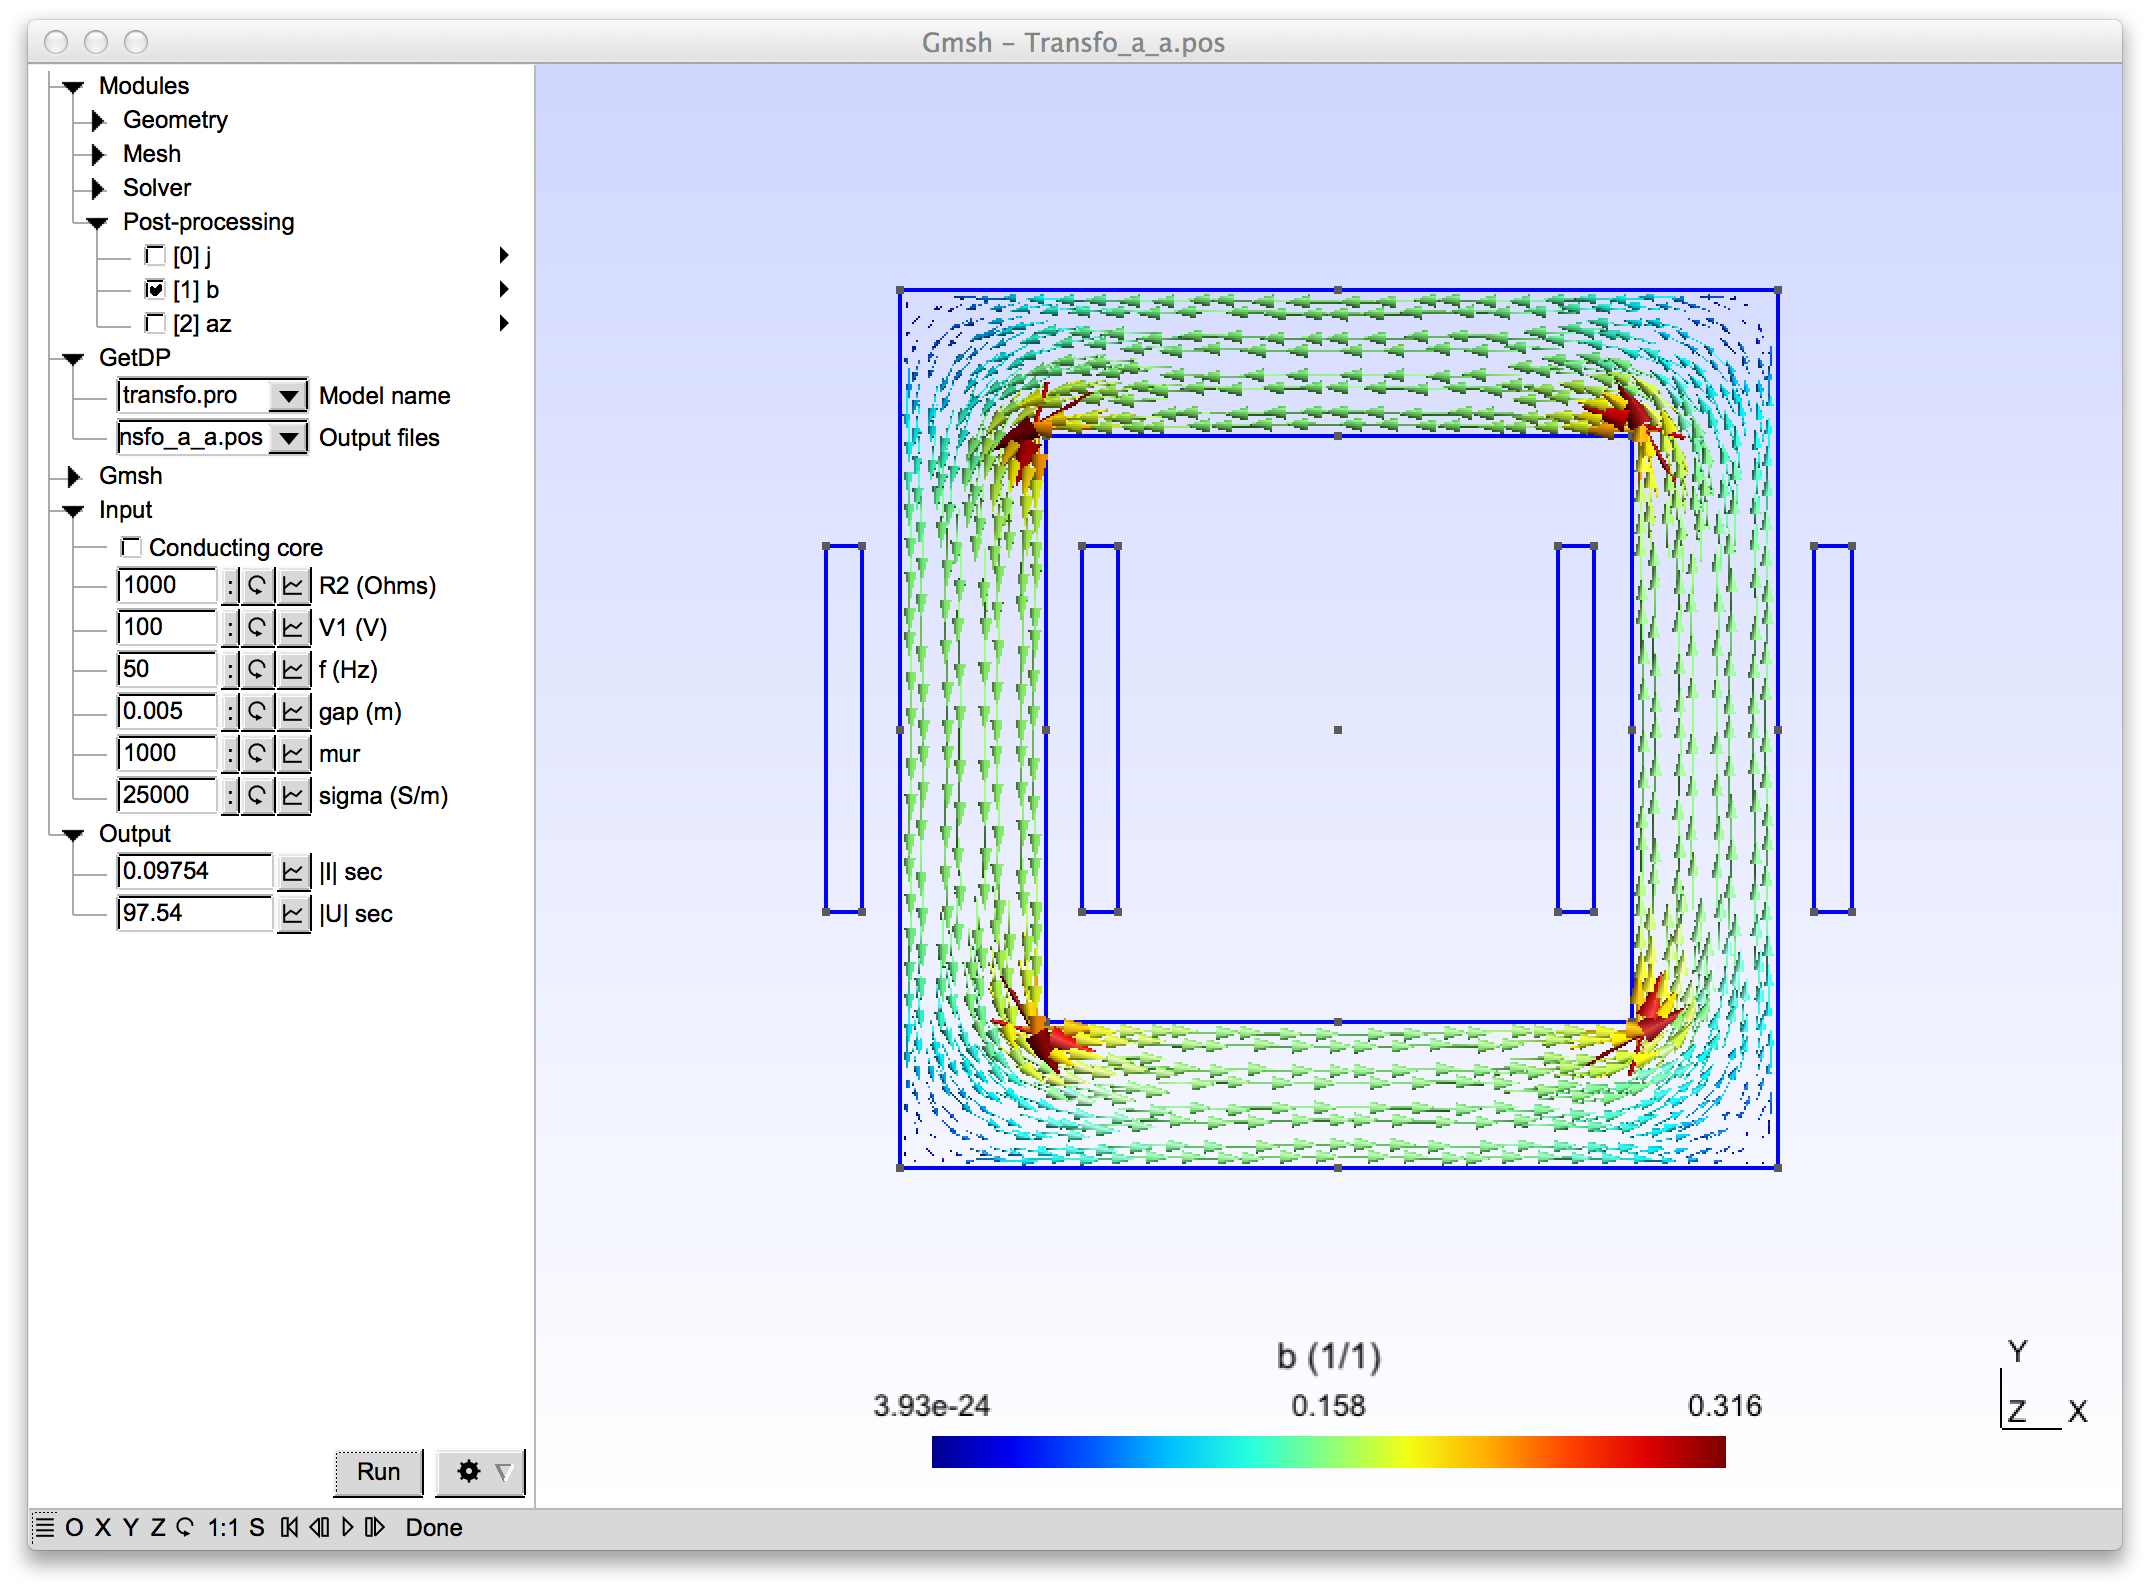 Gmsh – Transfo_a_a.pos
Modules
Geometry
Mesh
Solver
Post-processing
[0] j
[1] b
[2] az
GetDP
transfo.pro Model name
nsfo_a_a.pos Output files
Gmsh
Input
Conducting core
1000 : R2 (Ohms)
100 : V1 (V)
50 : f (Hz)
0.005 : gap (m)
1000 : mur
25000 : sigma (S/m)
Output
0.09754 |I| sec
97.54 |U| sec
Run
b (1/1)
3.93e-24 0.158 0.316
Y
Z X
O X Y Z 1:1 S Done